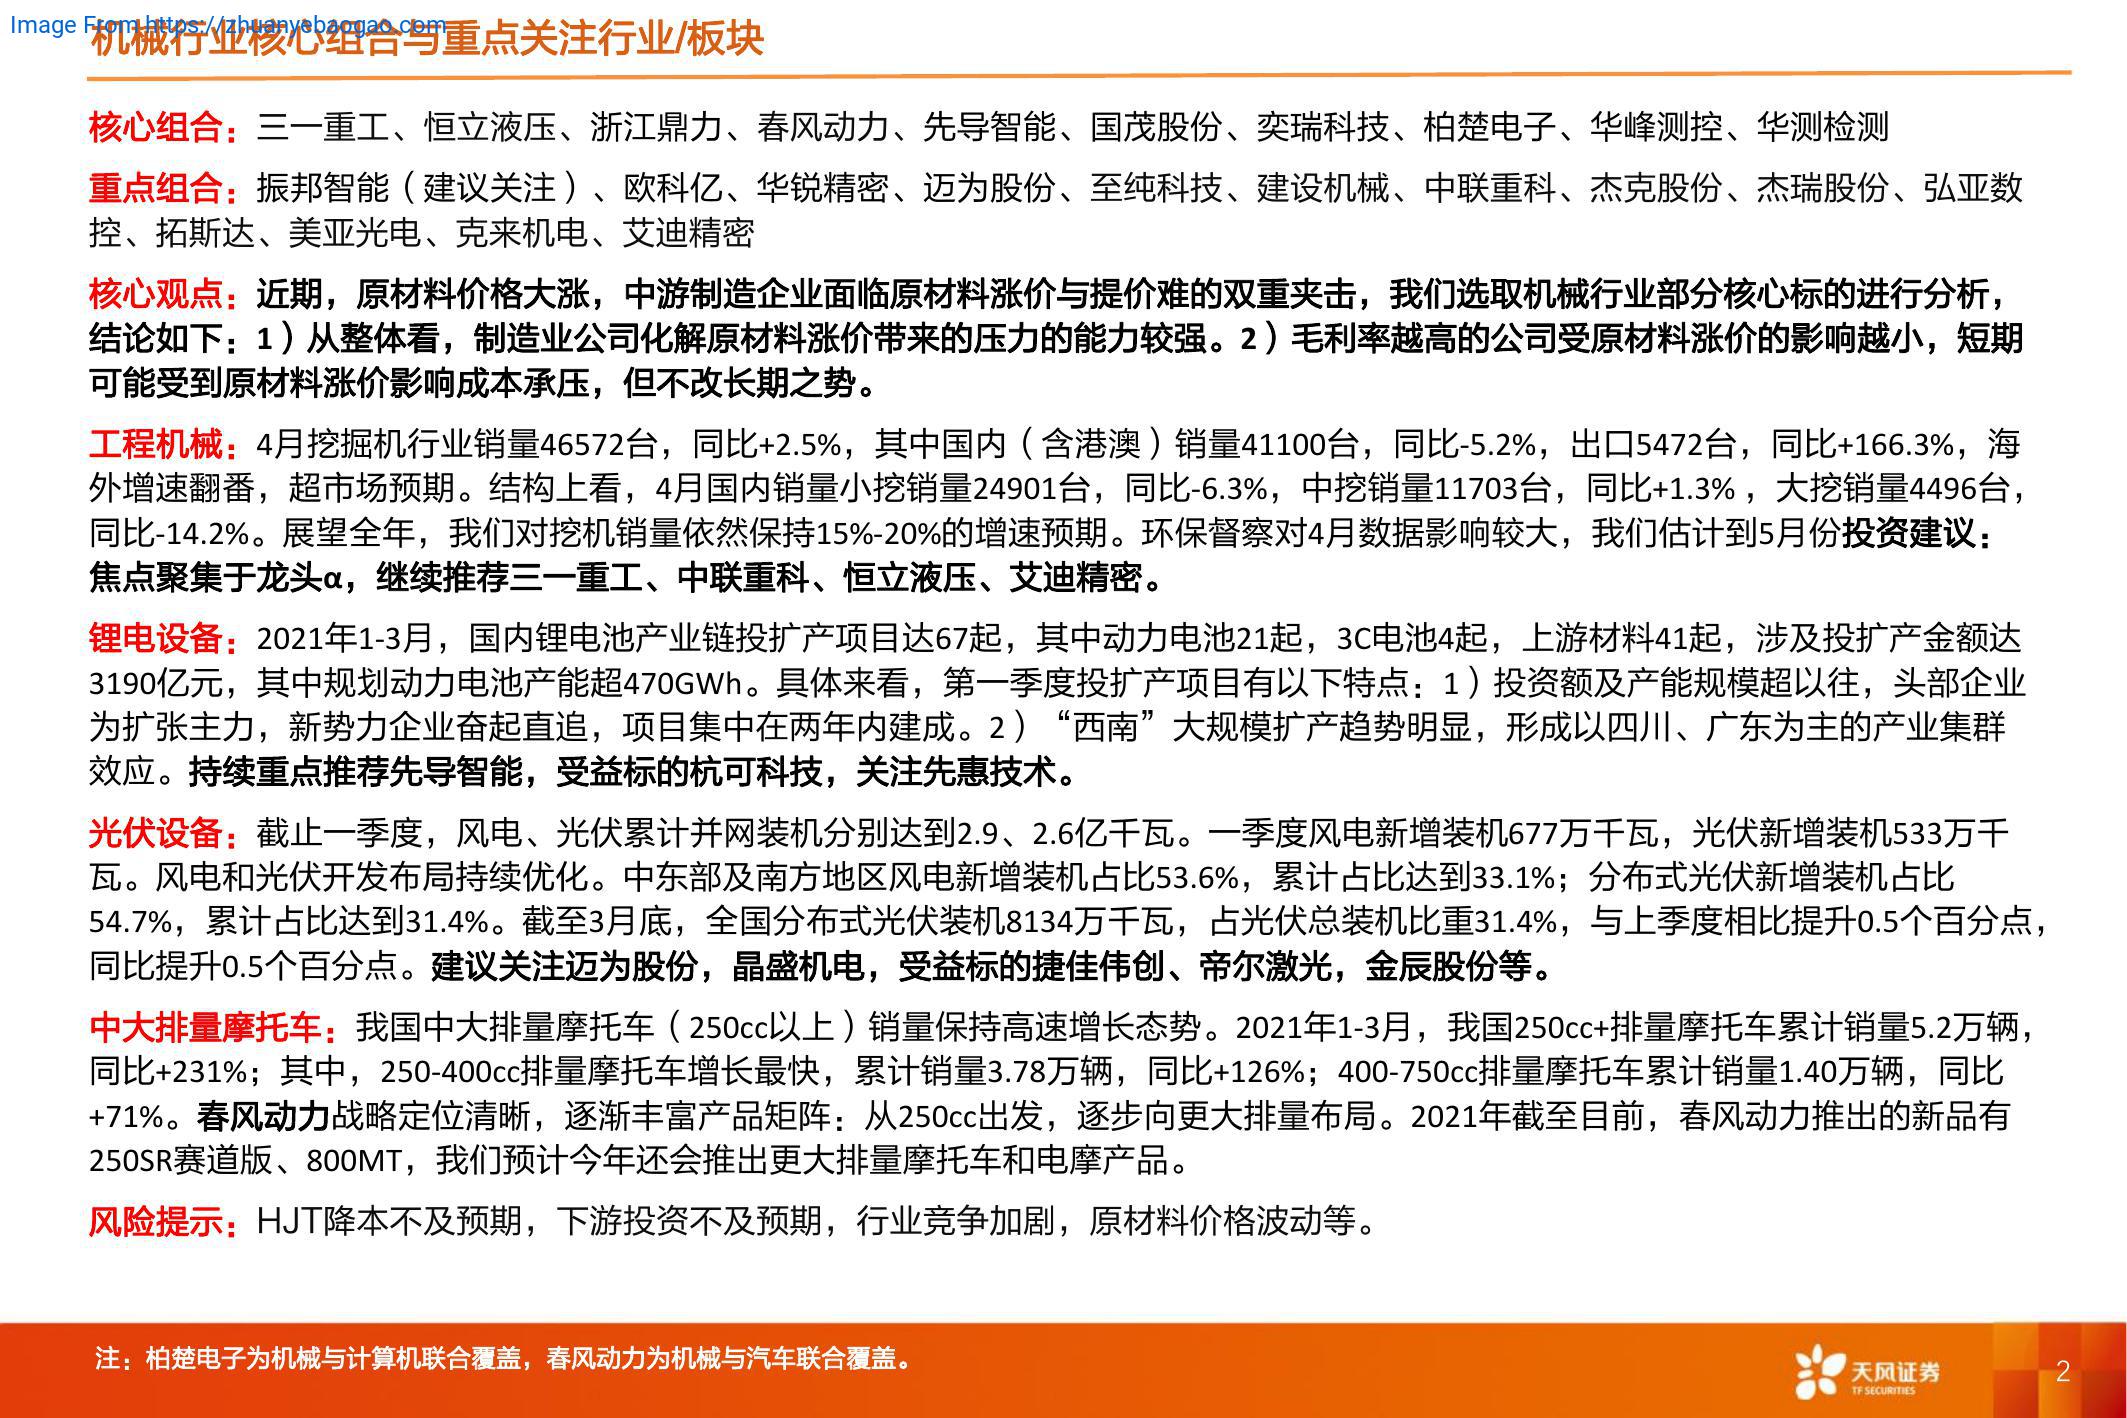 Image From https://zhuanyebaogao.com
机械行业核心组合与重点关注行业/板块
核心组合：三一重工、恒立液压、浙江鼎力、春风动力、先导智能、国茂股份、奕瑞科技、柏楚电子、华峰测控、华测检测
重点组合：振邦智能（建议关注）、欧科亿、华锐精密、迈为股份、至纯科技、建设机械、中联重科、杰克股份、杰瑞股份、弘亚数
控、拓斯达、美亚光电、克来机电、艾迪精密
核心观点：近期，原材料价格大涨，中游制造企业面临原材料涨价与提价难的双重夹击，我们选取机械行业部分核心标的进行分析，
结论如下：1）从整体看，制造业公司化解原材料涨价带来的压力的能力较强。2）毛利率越高的公司受原材料涨价的影响越小，短期
可能受到原材料涨价影响成本承压，但不改长期之势。
工程机械：4月挖掘机行业销量46572台，同比+2.5%，其中国内（含港澳）销量41100台，同比-5.2%，出口5472台，同比+166.3%，海
外增速翻番，超市场预期。结构上看，4月国内销量小挖销量24901台，同比-6.3%，中挖销量11703台，同比+1.3% ，大挖销量4496台，
同比-14.2%。展望全年，我们对挖机销量依然保持15%-20%的增速预期。环保督察对4月数据影响较大，我们估计到5月份投资建议：
焦点聚集于龙头α，继续推荐三一重工、中联重科、恒立液压、艾迪精密。
锂电设备：2021年1-3月，国内锂电池产业链投扩产项目达67起，其中动力电池21起，3C电池4起，上游材料41起，涉及投扩产金额达
3190亿元，其中规划动力电池产能超470GWh。具体来看，第一季度投扩产项目有以下特点：1）投资额及产能规模超以往，头部企业
为扩张主力，新势力企业奋起直追，项目集中在两年内建成。2）“西南”大规模扩产趋势明显，形成以四川、广东为主的产业集群
效应。持续重点推荐先导智能，受益标的杭可科技，关注先惠技术。
光伏设备：截止一季度，风电、光伏累计并网装机分别达到2.9、2.6亿千瓦。一季度风电新增装机677万千瓦，光伏新增装机533万千
瓦。风电和光伏开发布局持续优化。中东部及南方地区风电新增装机占比53.6%，累计占比达到33.1%；分布式光伏新增装机占比
54.7%，累计占比达到31.4%。截至3月底，全国分布式光伏装机8134万千瓦，占光伏总装机比重31.4%，与上季度相比提升0.5个百分点，
同比提升0.5个百分点。建议关注迈为股份，晶盛机电，受益标的捷佳伟创、帝尔激光，金辰股份等。
中大排量摩托车：我国中大排量摩托车（250cc以上）销量保持高速增长态势。2021年1-3月，我国250cc+排量摩托车累计销量5.2万辆，
同比+231%；其中，250-400cc排量摩托车增长最快，累计销量3.78万辆，同比+126%；400-750cc排量摩托车累计销量1.40万辆，同比
+71%。春风动力战略定位清晰，逐渐丰富产品矩阵：从250cc出发，逐步向更大排量布局。2021年截至目前，春风动力推出的新品有
250SR赛道版、800MT，我们预计今年还会推出更大排量摩托车和电摩产品。
风险提示：HJT降本不及预期，下游投资不及预期，行业竞争加剧，原材料价格波动等。
注：柏楚电子为机械与计算机联合覆盖，春风动力为机械与汽车联合覆盖。
天风证券
TF SECURITIES
2